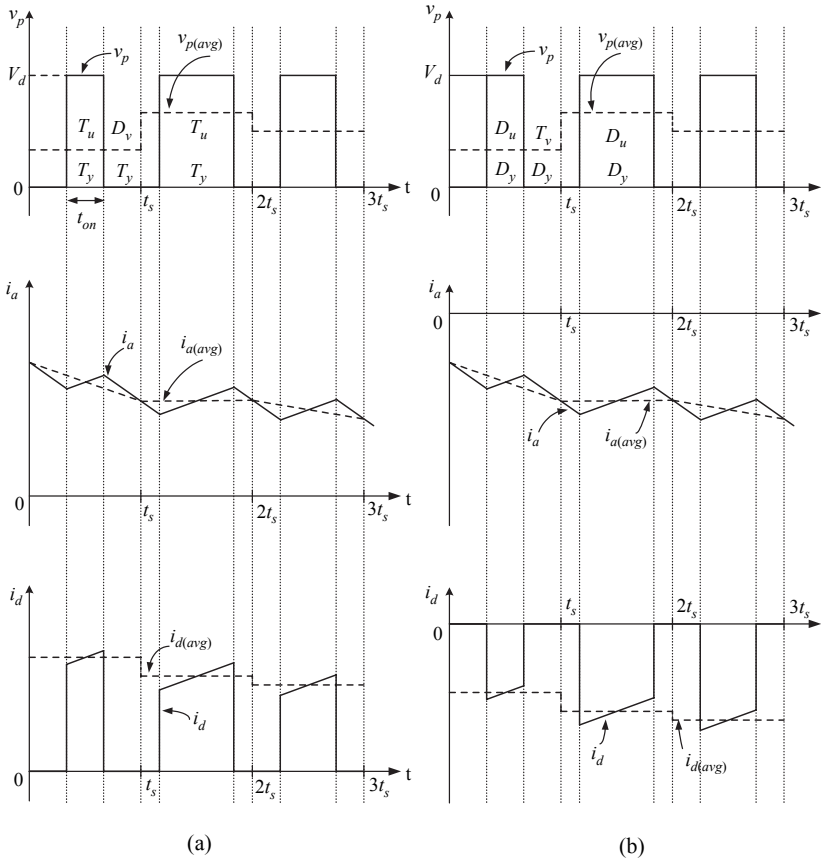 v_p
v_p
v_p(avg)
V_d
T_u D_v T_u
T_y T_y T_y
0
t_on
t_s
2t_s
3t_s
t
i_a
i_a
i_a(avg)
0
t_s
2t_s
3t_s
t
i_d
i_d(avg)
i_d
0
t_s
2t_s
3t_s
t
(a)
v_p
v_p
v_p(avg)
V_d
D_u T_v D_u
D_y D_y D_y
0
t_s
2t_s
3t_s
t
i_a
0
t_s
2t_s
3t_s
i_a
i_a(avg)
i_d
0
t_s
2t_s
3t_s
i_d
i_d(avg)
(b)